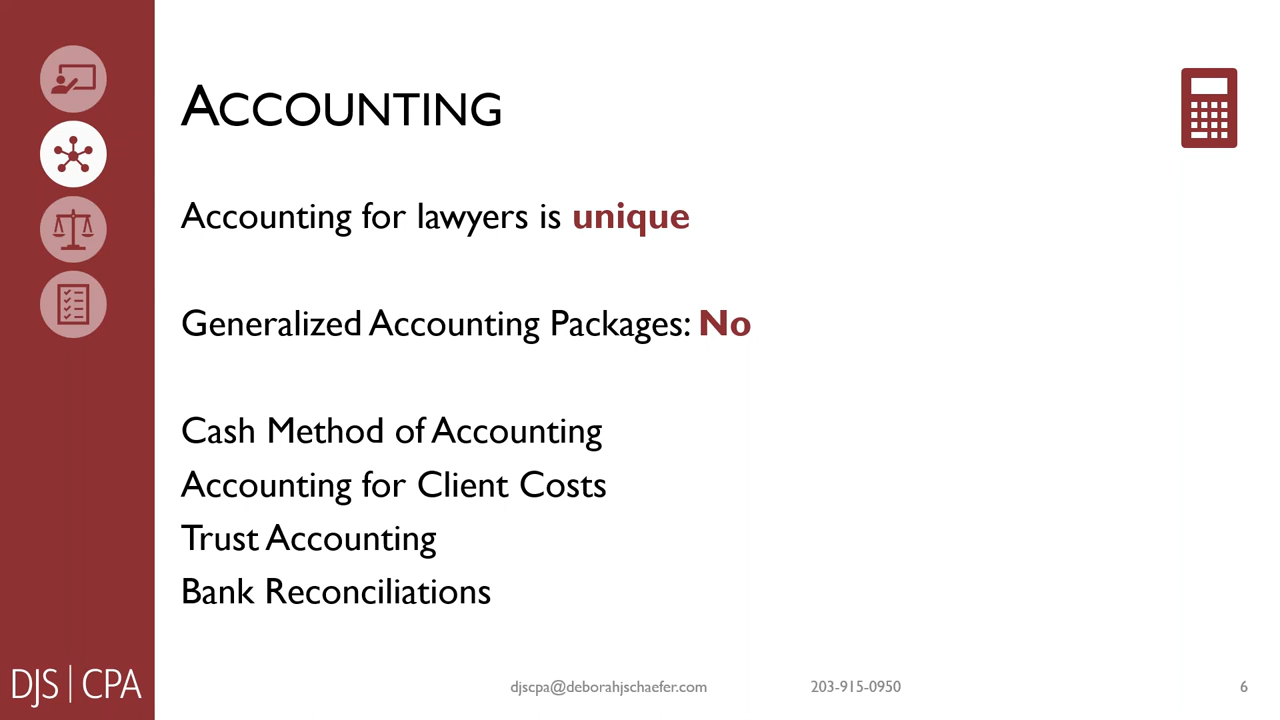 ACCOUNTING
Accounting for lawyers is unique
Generalized Accounting Packages: No
Cash Method of Accounting
Accounting for Client Costs
Trust Accounting
Bank Reconciliations
DJS | CPA
djscpa@deborahjschaefer.com
203-915-0950
6